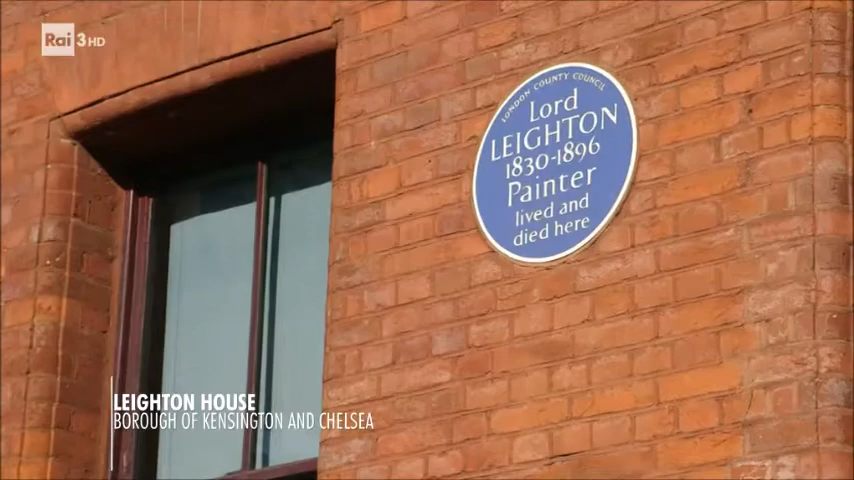 Rai 3 HD
LONDON COUNTY COUNCIL
Lord
LEIGHTON
1830-1896
Painter
lived and
died here
LEIGHTON HOUSE
BOROUGH OF KENSINGTON AND CHELSEA